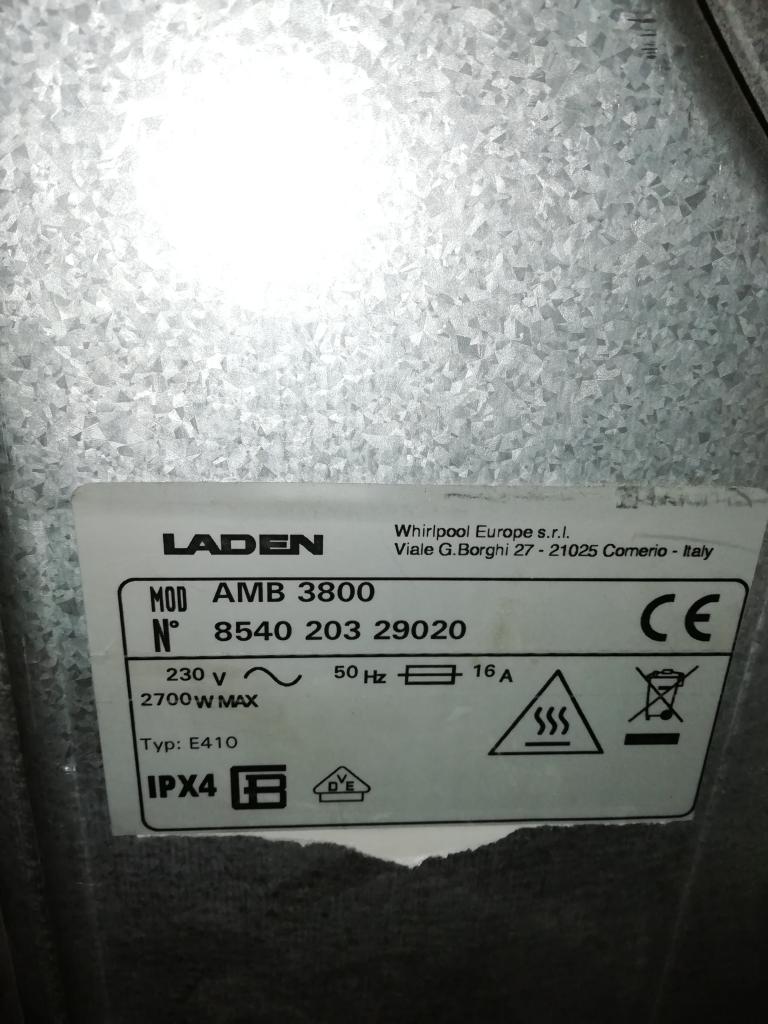 LADEN
Whirlpool Europe s.r.l.
Viale G.Borghi 27 - 21025 Comerio - Italy
MOD AMB 3800
N° 8540 203 29020
CE
230 V 50 Hz 16 A
2700 W MAX
Typ: E410
IPX4
DVE